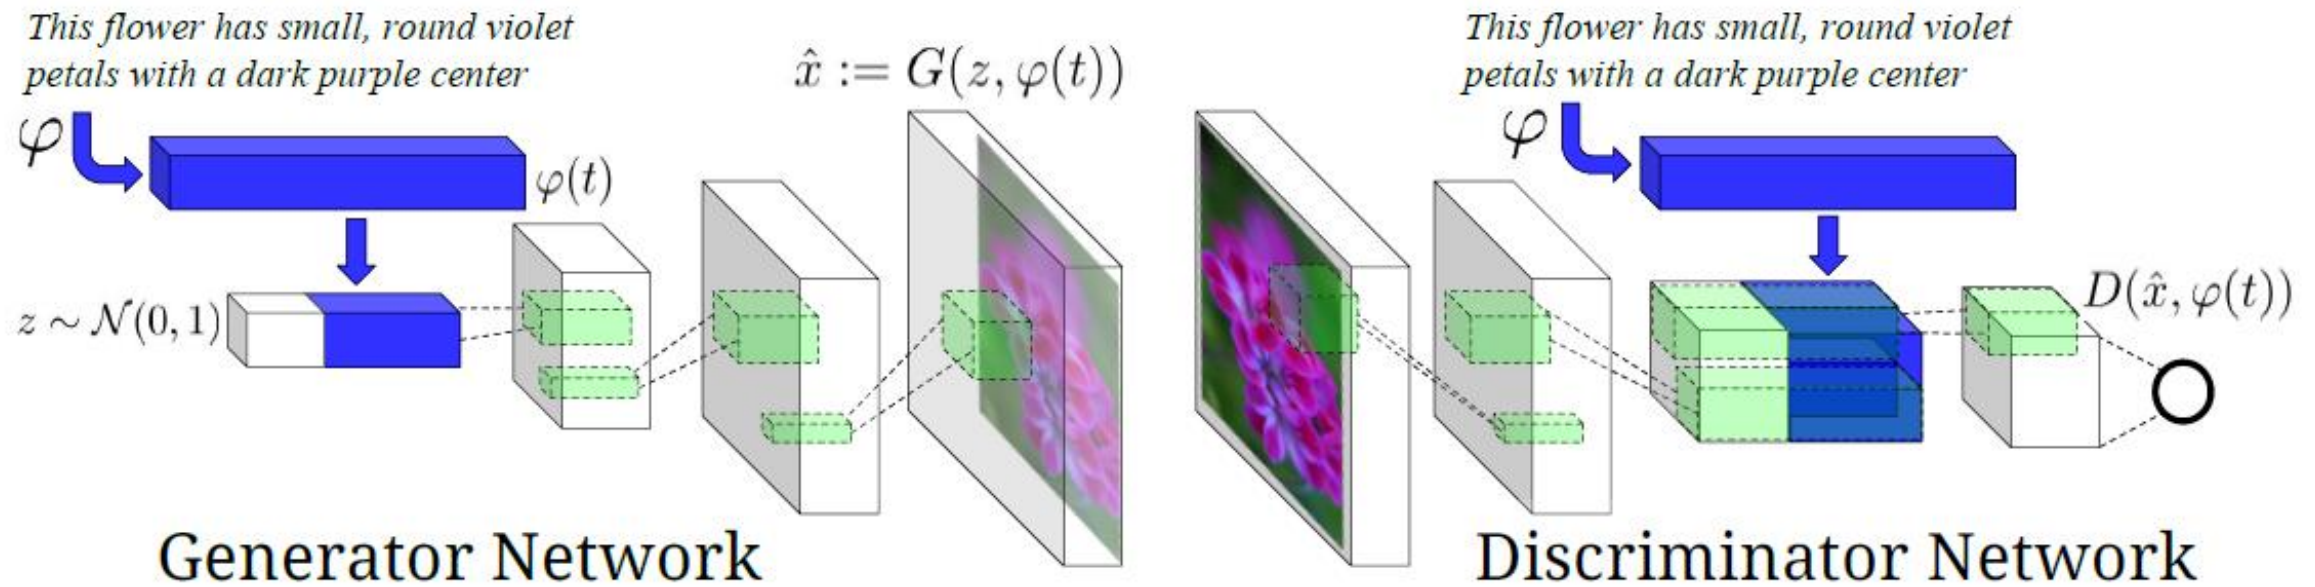 This flower has small, round violet
petals with a dark purple center
φ
φ(t)
z ~ 𝒩(0, 1)
x̂ := G(z, φ(t))
Generator Network
This flower has small, round violet
petals with a dark purple center
φ
D(x̂, φ(t))
Discriminator Network